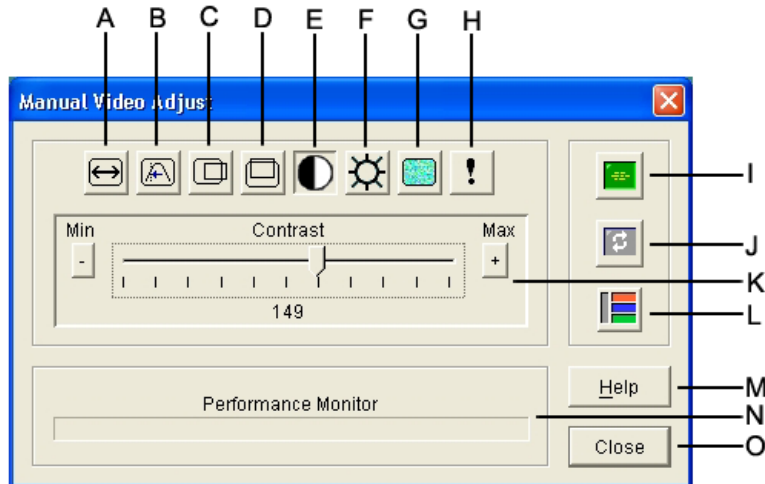 A B C D E F G H
Manual Video Adjust
I
Min Contrast Max
J
- +
K
149
L
Help
M
Performance Monitor
N
Close
O